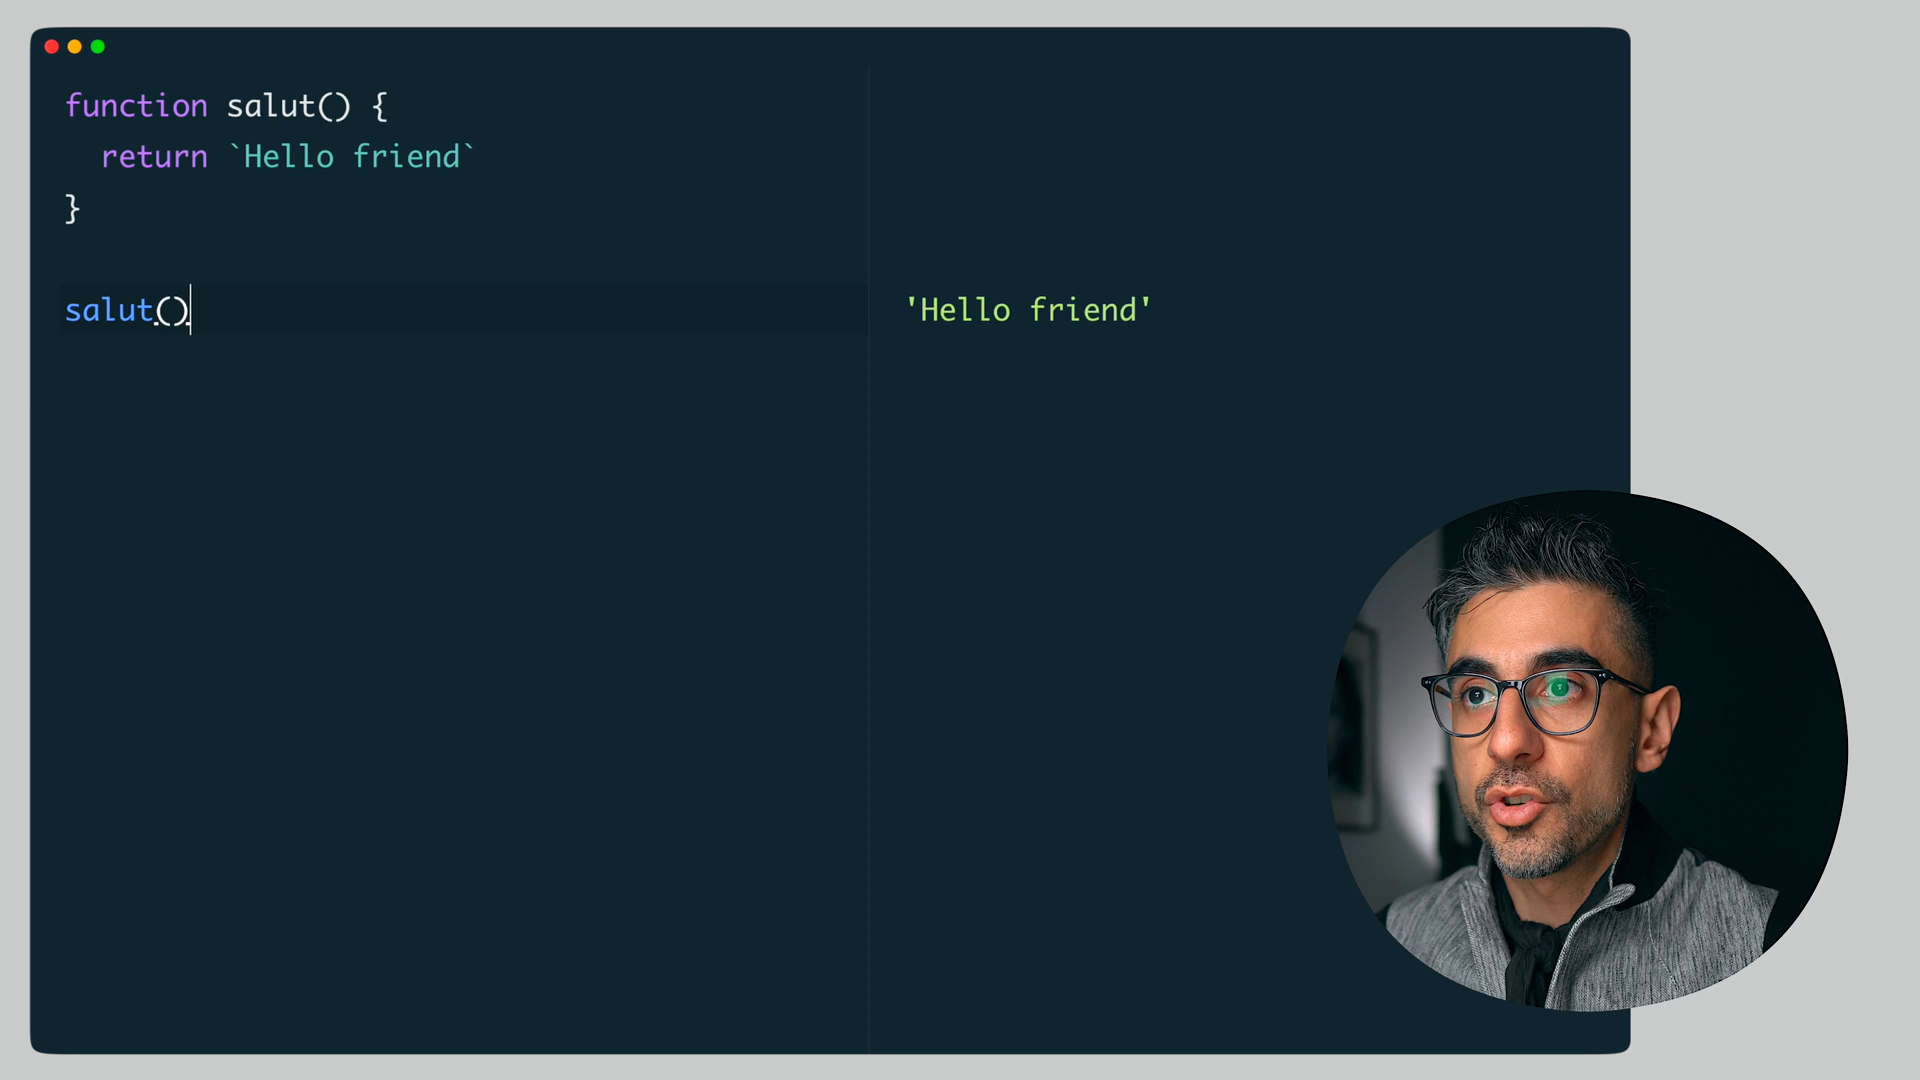 function salut() {
  return `Hello friend`
}
salut()
'Hello friend'